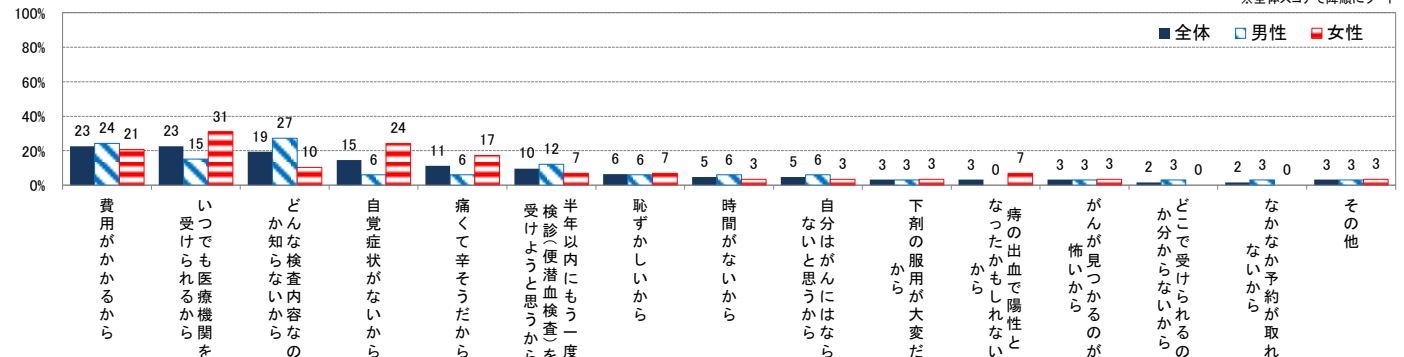 ※全体スコアで降順にソート
100%
80%
60%
40%
20%
0%
全体 男性 女性
23 24 21
23 15 31
19 27 10
15 6 24
11 6 17
10 12 7
6 6 7
5 6 3
5 6 3
3 3 3
3 0 7
3 3 3
2 3 0
2 3 0
3 3 3
費用がかかるから
いつでも医療機関を
受けられるから
どんな検査内容なの
か知らないから
自覚症状がないから
痛くて辛そうだから
半年以内にもう一度
検診（便潜血検査）を
受けようと思うから
恥ずかしいから
時間がないから
自分はがんにはなら
ないと思うから
下剤の服用が大変だ
から
痔の出血で陽性と
なったかもしれない
から
がんが見つかるのが
怖いから
どこで受けられるの
か分からないから
なかなか予約が取れ
ないから
その他